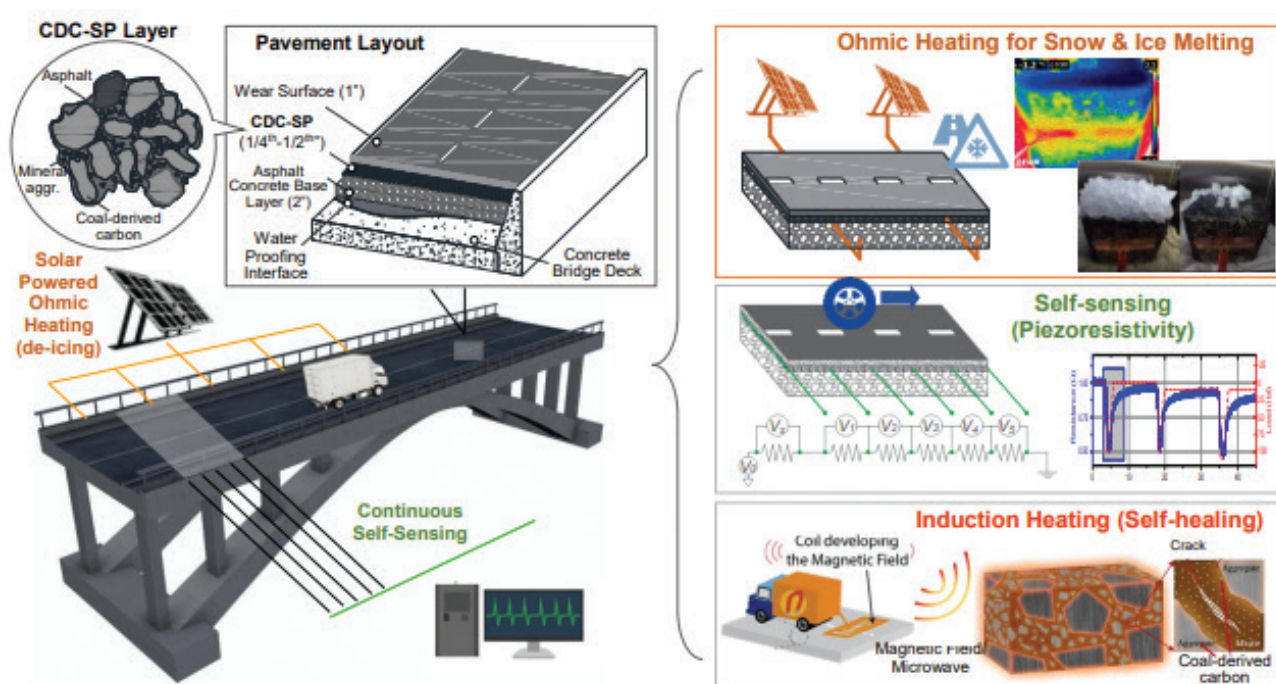 CDC-SP Layer
Asphalt
Mineral
aggr.
Coal-derived
carbon
Pavement Layout
Wear Surface (1”)
CDC-SP
(1/4th-1/2th”)
Asphalt
Concrete Base
Layer (2”)
Water
Proofing
Interface
Concrete
Bridge Deck
Solar
Powered
Ohmic
Heating
(de-icing)
Continuous
Self-Sensing
Ohmic Heating for Snow & Ice Melting
Self-sensing
(Piezoresistivity)
V1
V2
V3
V4
V5
Induction Heating (Self-healing)
Coil developing
the Magnetic Field
Magnetic Field/
Microwave
Crack
Aggregate
Coal-derived
carbon